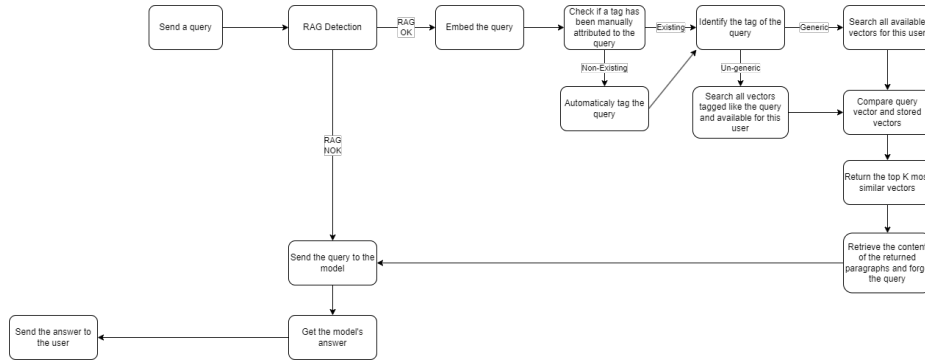 Send a query
RAG Detection
RAG
OK
Embed the query
Check if a tag has
been manually
attributed to the
query
Existing
Identify the tag of the
query
Generic
Search all available
vectors for this user
Non-Existing
Un-generic
Automaticaly tag the
query
Search all vectors
tagged like the query
and available for this
user
Compare query
vector and stored
vectors
RAG
NOK
Return the top K most
similar vectors
Send the query to the
model
Retrieve the content
of the returned
paragraphs and
the query
Send the answer to
the user
Get the model's
answer